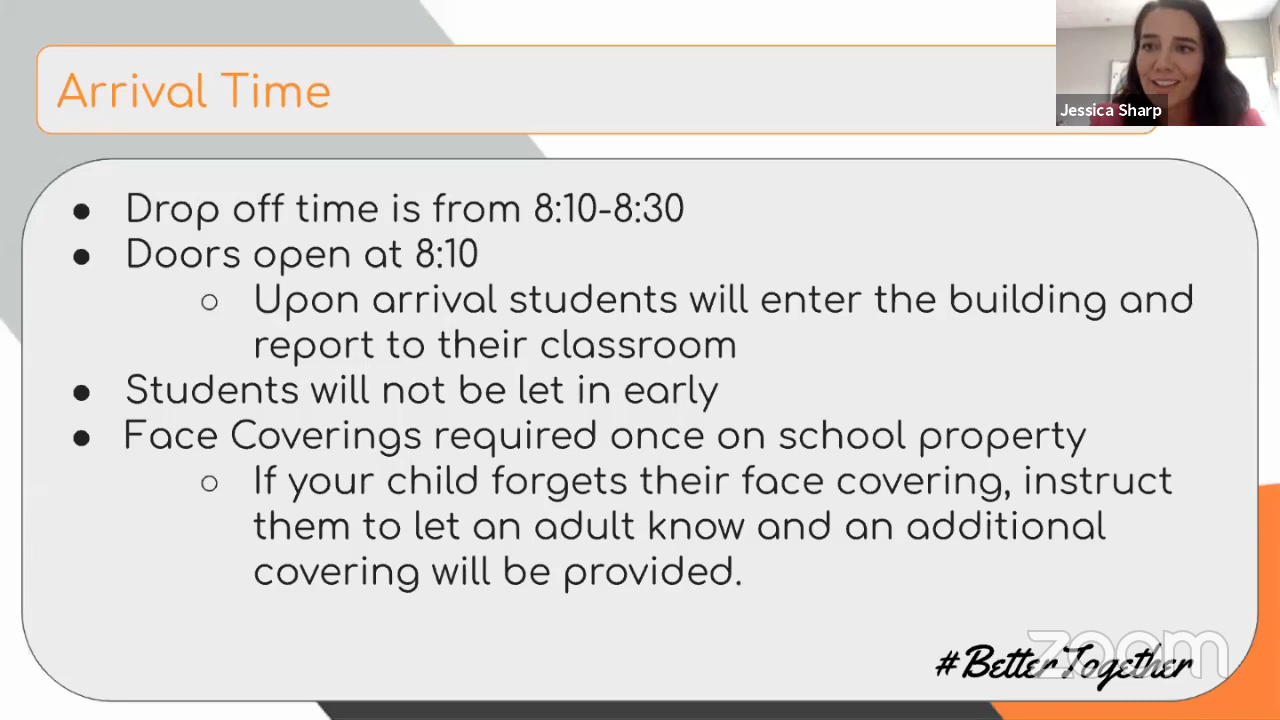 Arrival Time
Jessica Sharp
● Drop off time is from 8:10-8:30
● Doors open at 8:10
○ Upon arrival students will enter the building and
report to their classroom
● Students will not be let in early
● Face Coverings required once on school property
○ If your child forgets their face covering, instruct
them to let an adult know and an additional
covering will be provided.
#BetterTogether
zoom